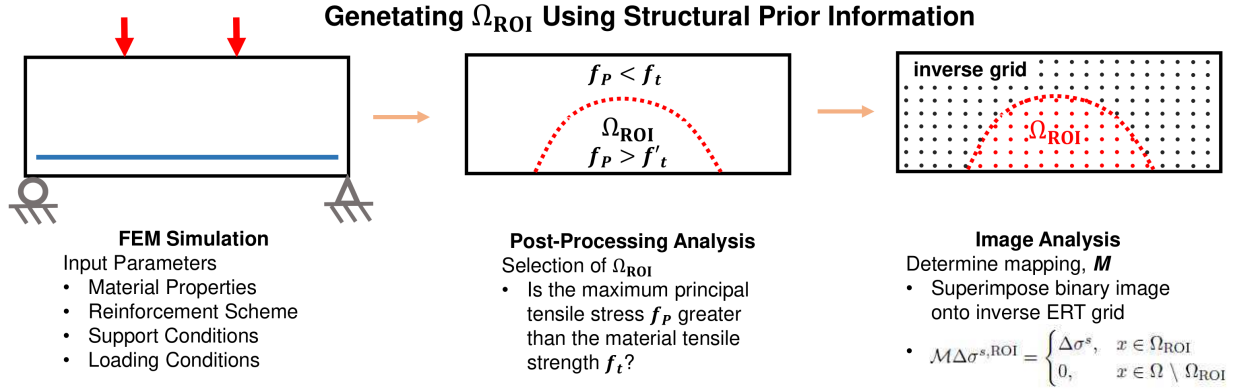 Genetating Ω_ROI Using Structural Prior Information
f_P < f_t
Ω_ROI
f_P > f'_t
inverse grid
Ω_ROI
FEM Simulation
Input Parameters
• Material Properties
• Reinforcement Scheme
• Support Conditions
• Loading Conditions
Post-Processing Analysis
Selection of Ω_ROI
• Is the maximum principal
tensile stress f_P greater
than the material tensile
strength f_t?
Image Analysis
Determine mapping, M
• Superimpose binary image
onto inverse ERT grid
• MΔσ^{s,ROI} = { Δσ^s, x ∈ Ω_ROI
0, x ∈ Ω \ Ω_ROI